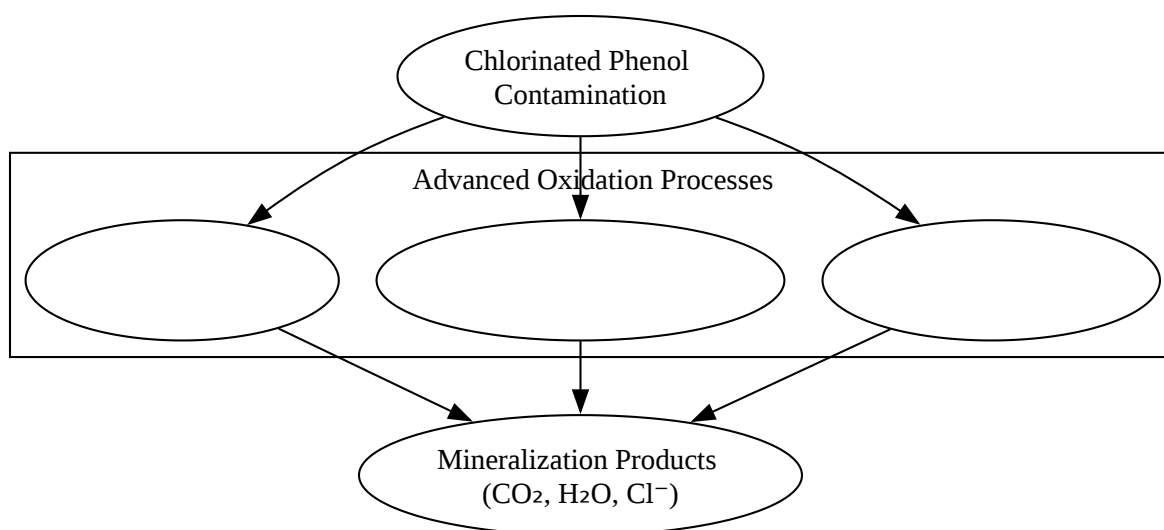 Chlorinated Phenol
Contamination
Advanced Oxidation Processes
Mineralization Products
(CO₂, H₂O, Cl⁻)